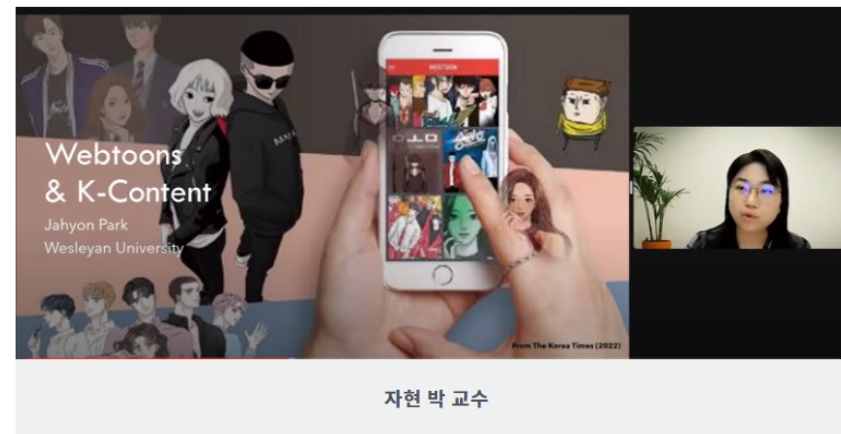 WEBTOON
Webtoons
& K-Content
Jahyon Park
Wesleyan University
From The Korea Times (2022)
자현 박 교수